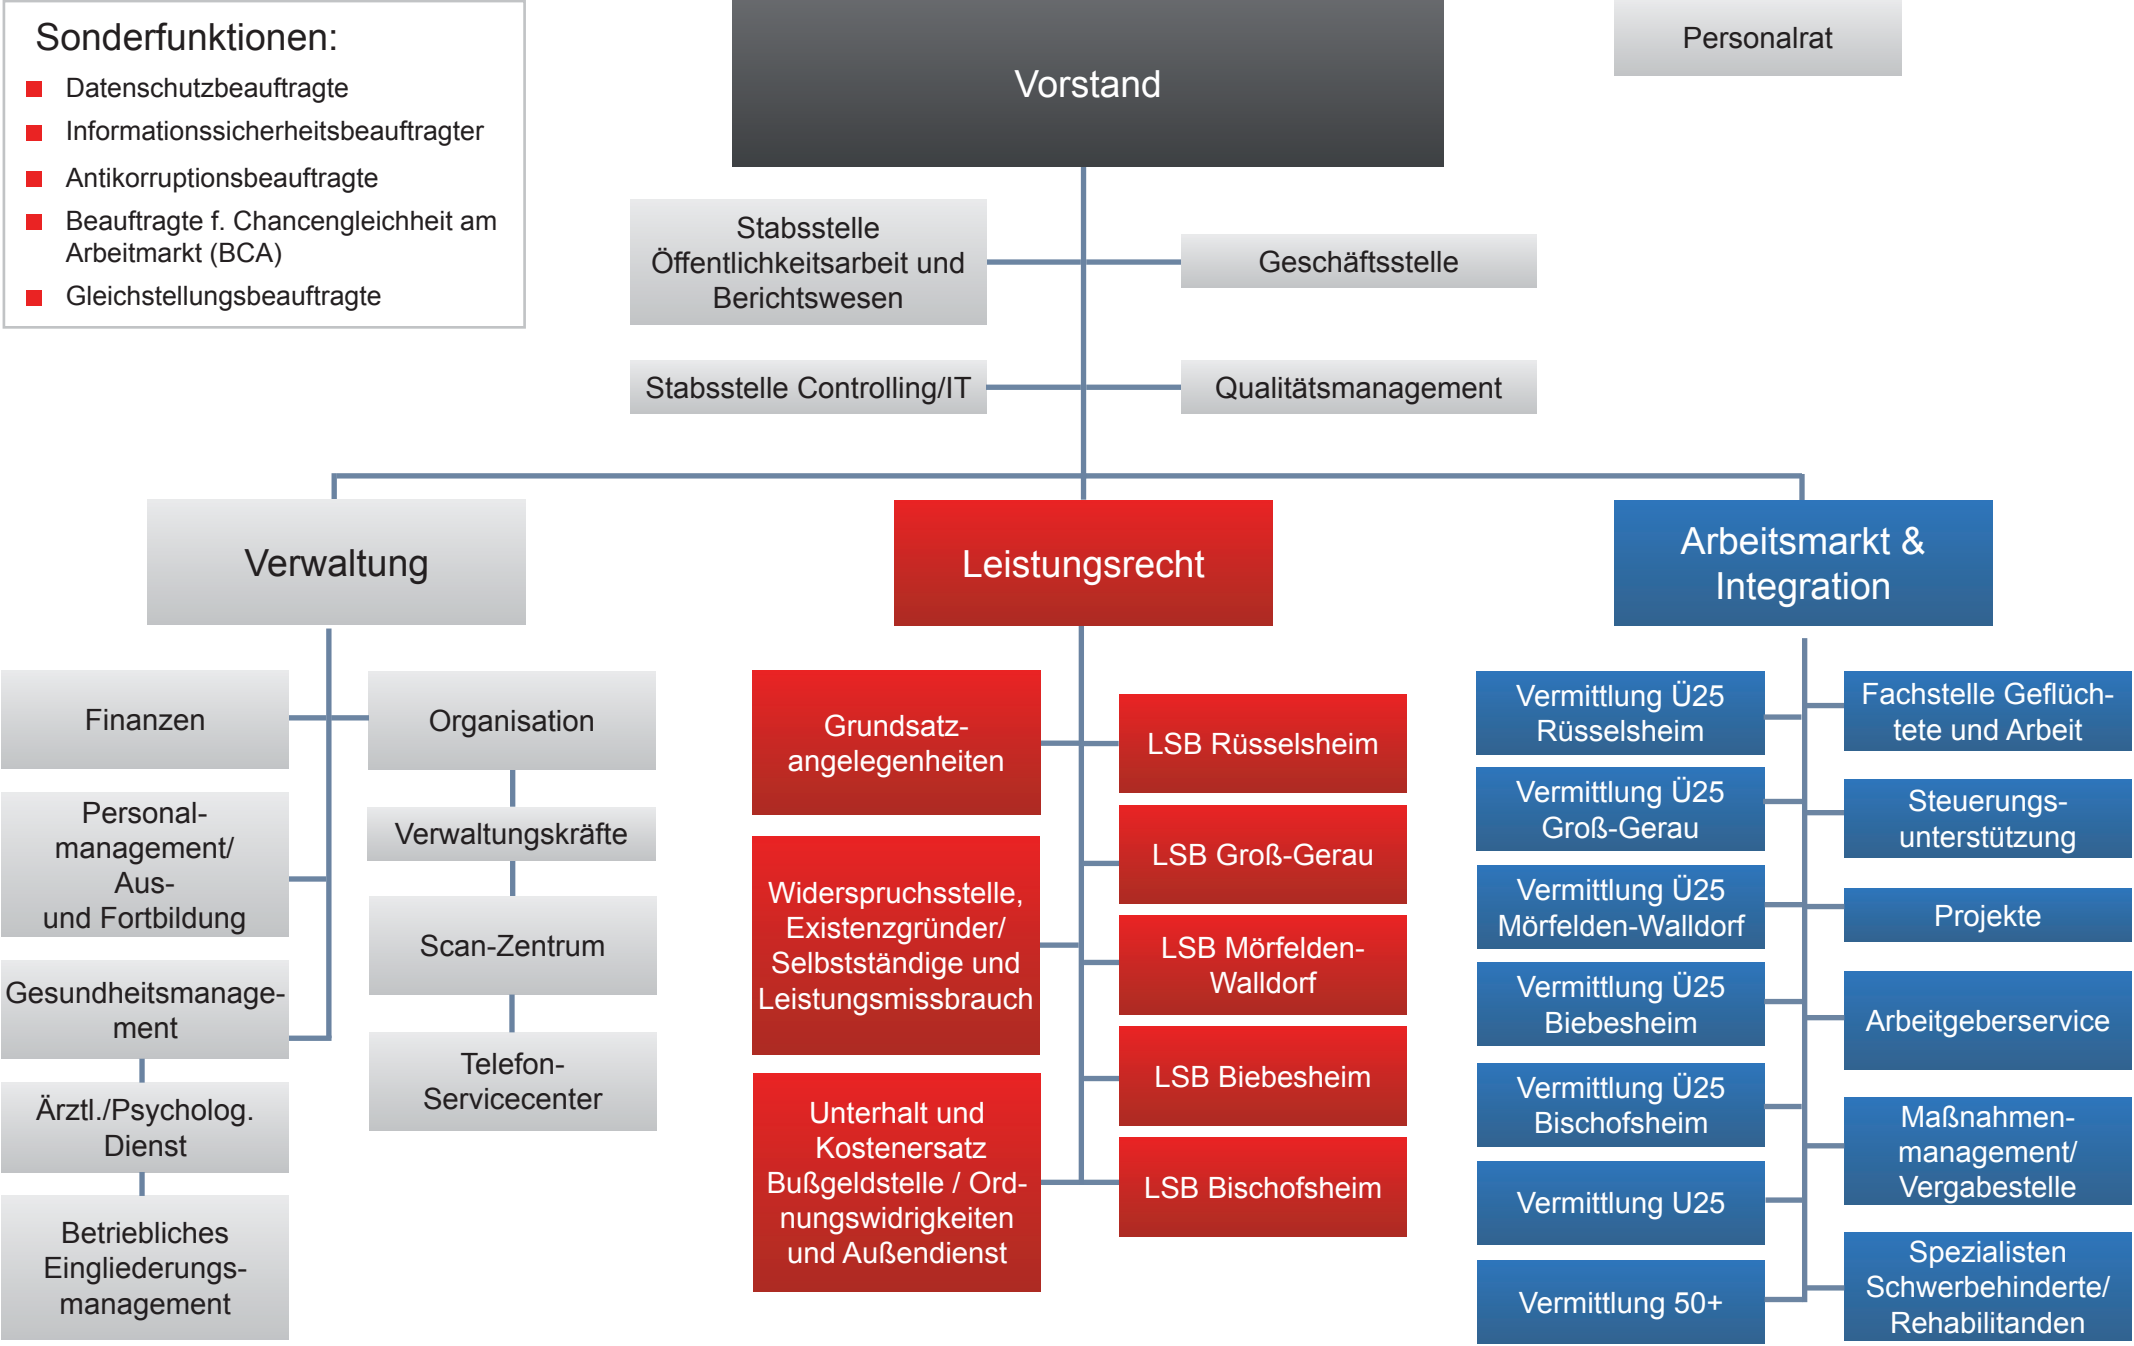 Sonderfunktionen:
Datenschutzbeauftragte
Informationssicherheitsbeauftragter
Antikorruptionsbeauftragte
Beauftragte f. Chancengleichheit am
Arbeitmarkt (BCA)
Gleichstellungsbeauftragte
Vorstand
Personalrat
Stabsstelle
Öffentlichkeitsarbeit und
Berichtswesen
Geschäftsstelle
Stabsstelle Controlling/IT
Qualitätsmanagement
Verwaltung
Finanzen
Personal-
management/
Aus-
und Fortbildung
Gesundheitsmanage-
ment
Ärztl./Psycholog.
Dienst
Betriebliches
Eingliederungs-
management
Organisation
Verwaltungskräfte
Scan-Zentrum
Telefon-
Servicecenter
Leistungsrecht
Grundsatz-
angelegenheiten
Widerspruchsstelle,
Existenzgründer/
Selbstständige und
Leistungsmissbrauch
Unterhalt und
Kostenersatz
Bußgeldstelle / Ord-
nungswidrigkeiten
und Außendienst
LSB Rüsselsheim
LSB Groß-Gerau
LSB Mörfelden-
Walldorf
LSB Biebesheim
LSB Bischofsheim
Arbeitsmarkt &
Integration
Vermittlung Ü25
Rüsselsheim
Vermittlung Ü25
Groß-Gerau
Vermittlung Ü25
Mörfelden-Walldorf
Vermittlung Ü25
Biebesheim
Vermittlung Ü25
Bischofsheim
Vermittlung U25
Vermittlung 50+
Fachstelle Geflüch-
tete und Arbeit
Steuerungs-
unterstützung
Projekte
Arbeitgeberservice
Maßnahmen-
management/
Vergabestelle
Spezialisten
Schwerbehinderte/
Rehabilitanden